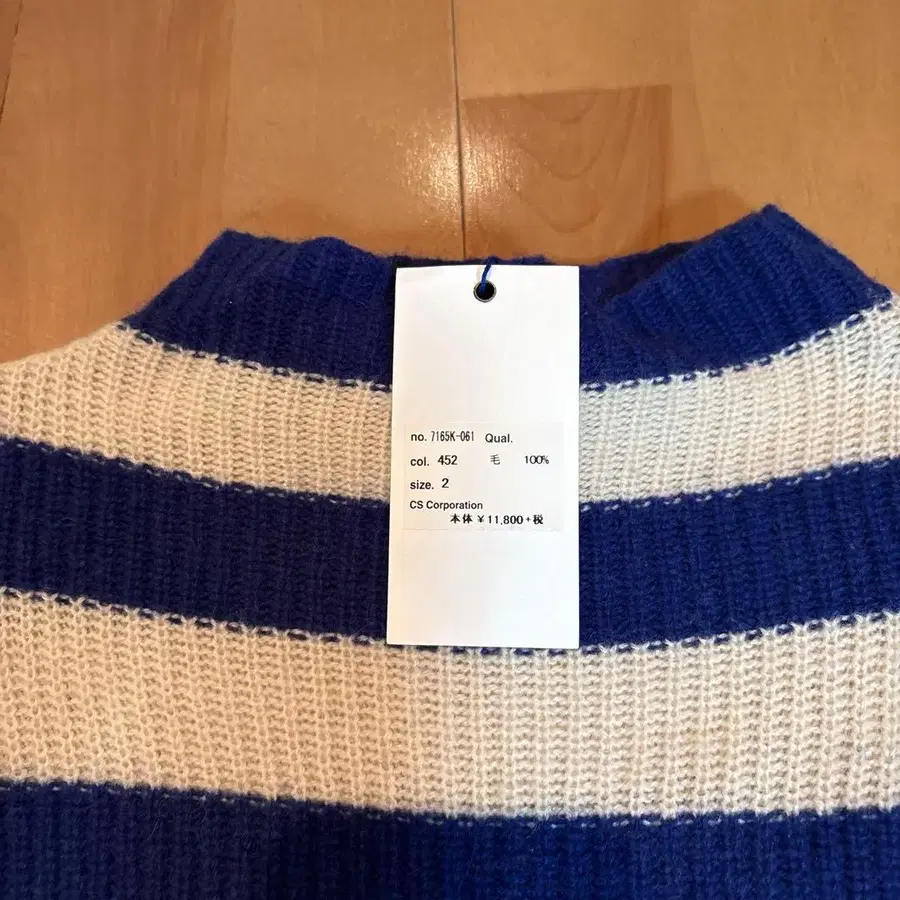 no. 7165K-061 Qual.
col. 452 毛 100%
size. 2
CS Corporation
本体 ¥11,800+税